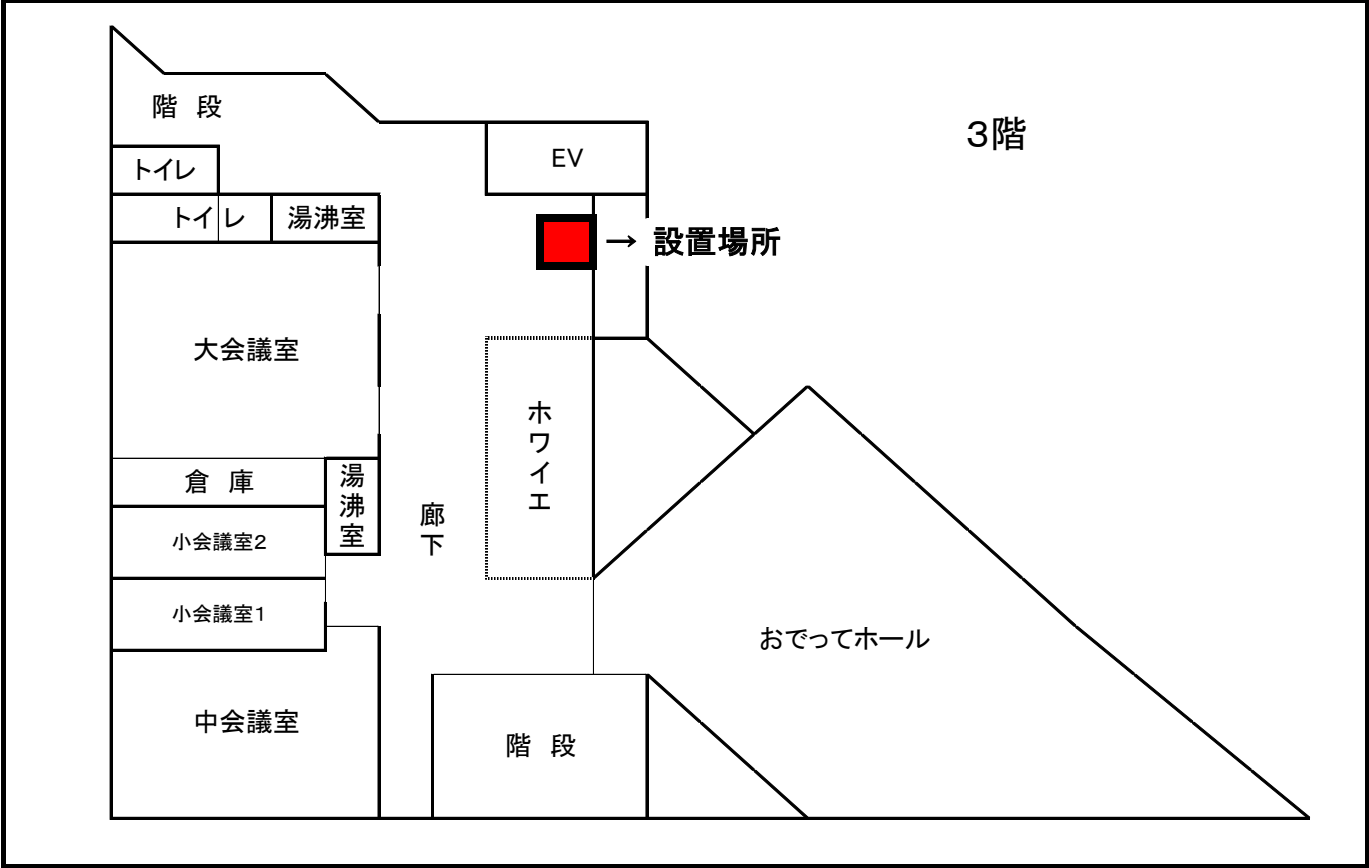 3階
階 段
EV
トイレ
トイレ
湯沸室
→ 設置場所
大会議室
ホワイエ
倉 庫
湯沸室
廊下
小会議室2
小会議室1
おでってホール
中会議室
階 段